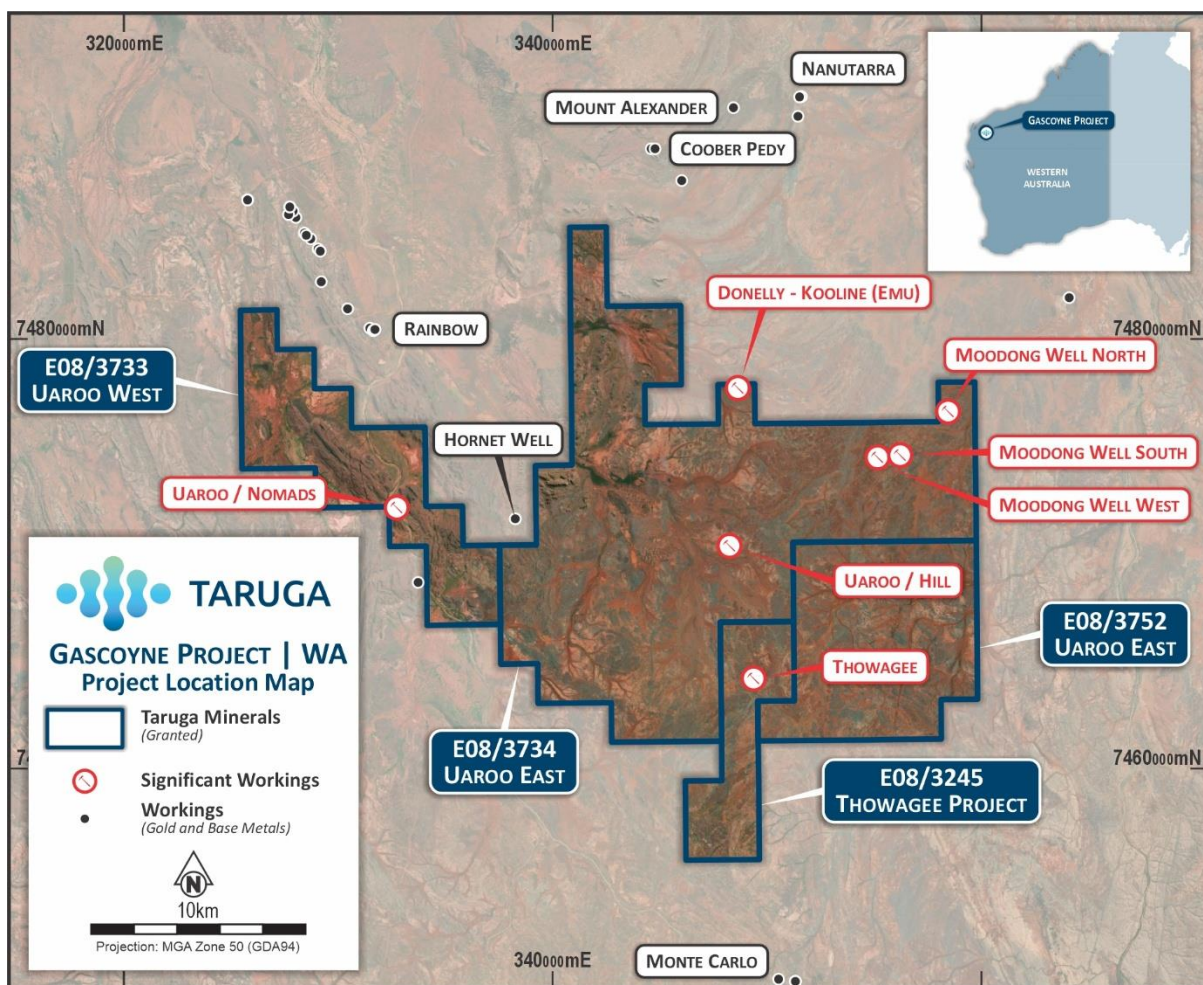 320000mE
340000mE
NANUTARRA
MOUNT ALEXANDER
COOBER PEDY
GASCOYNE PROJECT
WESTERN
AUSTRALIA
DONELLY - KOOLINE (EMU)
7480000mN
7480000mN
RAINBOW
MOODONG WELL NORTH
E08/3733
UAROO WEST
HORNET WELL
MOODONG WELL SOUTH
UAROO / NOMADS
MOODONG WELL WEST
UAROO / HILL
TARUGA
GASCOYNE PROJECT | WA
Project Location Map
Taruga Minerals
(Granted)
Significant Workings
Workings
(Gold and Base Metals)
N
10km
Projection: MGA Zone 50 (GDA94)
E08/3752
UAROO EAST
THOWAGEE
E08/3734
UAROO EAST
7460000mN
E08/3245
THOWAGEE PROJECT
340000mE
MONTE CARLO